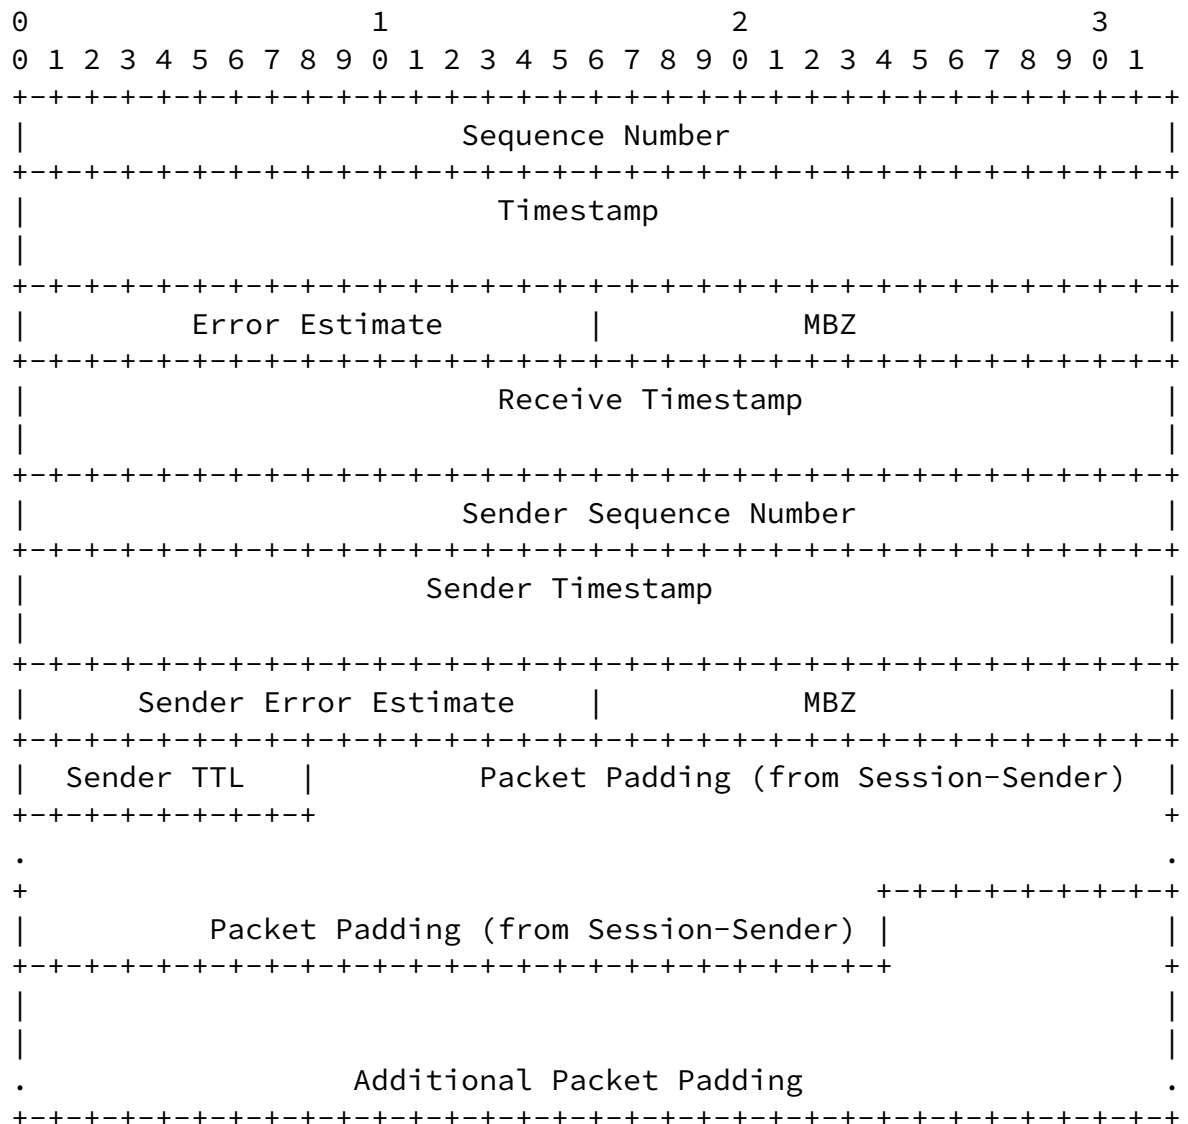 0                   1                   2                   3
0 1 2 3 4 5 6 7 8 9 0 1 2 3 4 5 6 7 8 9 0 1 2 3 4 5 6 7 8 9 0 1
+-+-+-+-+-+-+-+-+-+-+-+-+-+-+-+-+-+-+-+-+-+-+-+-+-+-+-+-+-+-+-+-+
|                        Sequence Number                        |
+-+-+-+-+-+-+-+-+-+-+-+-+-+-+-+-+-+-+-+-+-+-+-+-+-+-+-+-+-+-+-+-+
|                          Timestamp                            |
|                                                               |
+-+-+-+-+-+-+-+-+-+-+-+-+-+-+-+-+-+-+-+-+-+-+-+-+-+-+-+-+-+-+-+-+
|         Error Estimate        |           MBZ                 |
+-+-+-+-+-+-+-+-+-+-+-+-+-+-+-+-+-+-+-+-+-+-+-+-+-+-+-+-+-+-+-+-+
|                          Receive Timestamp                    |
|                                                               |
+-+-+-+-+-+-+-+-+-+-+-+-+-+-+-+-+-+-+-+-+-+-+-+-+-+-+-+-+-+-+-+-+
|                        Sender Sequence Number                 |
+-+-+-+-+-+-+-+-+-+-+-+-+-+-+-+-+-+-+-+-+-+-+-+-+-+-+-+-+-+-+-+-+
|                      Sender Timestamp                         |
|                                                               |
+-+-+-+-+-+-+-+-+-+-+-+-+-+-+-+-+-+-+-+-+-+-+-+-+-+-+-+-+-+-+-+-+
|      Sender Error Estimate    |           MBZ                 |
+-+-+-+-+-+-+-+-+-+-+-+-+-+-+-+-+-+-+-+-+-+-+-+-+-+-+-+-+-+-+-+-+
|  Sender TTL   |         Packet Padding (from Session-Sender)  |
+-+-+-+-+-+-+-+-+                                               +
.                                                               .
+                                               +-+-+-+-+-+-+-+-+
|          Packet Padding (from Session-Sender) |               |
+-+-+-+-+-+-+-+-+-+-+-+-+-+-+-+-+-+-+-+-+-+-+-+-+               +
|                                                               |
|                                                               |
.                  Additional Packet Padding                    .
+-+-+-+-+-+-+-+-+-+-+-+-+-+-+-+-+-+-+-+-+-+-+-+-+-+-+-+-+-+-+-+-+